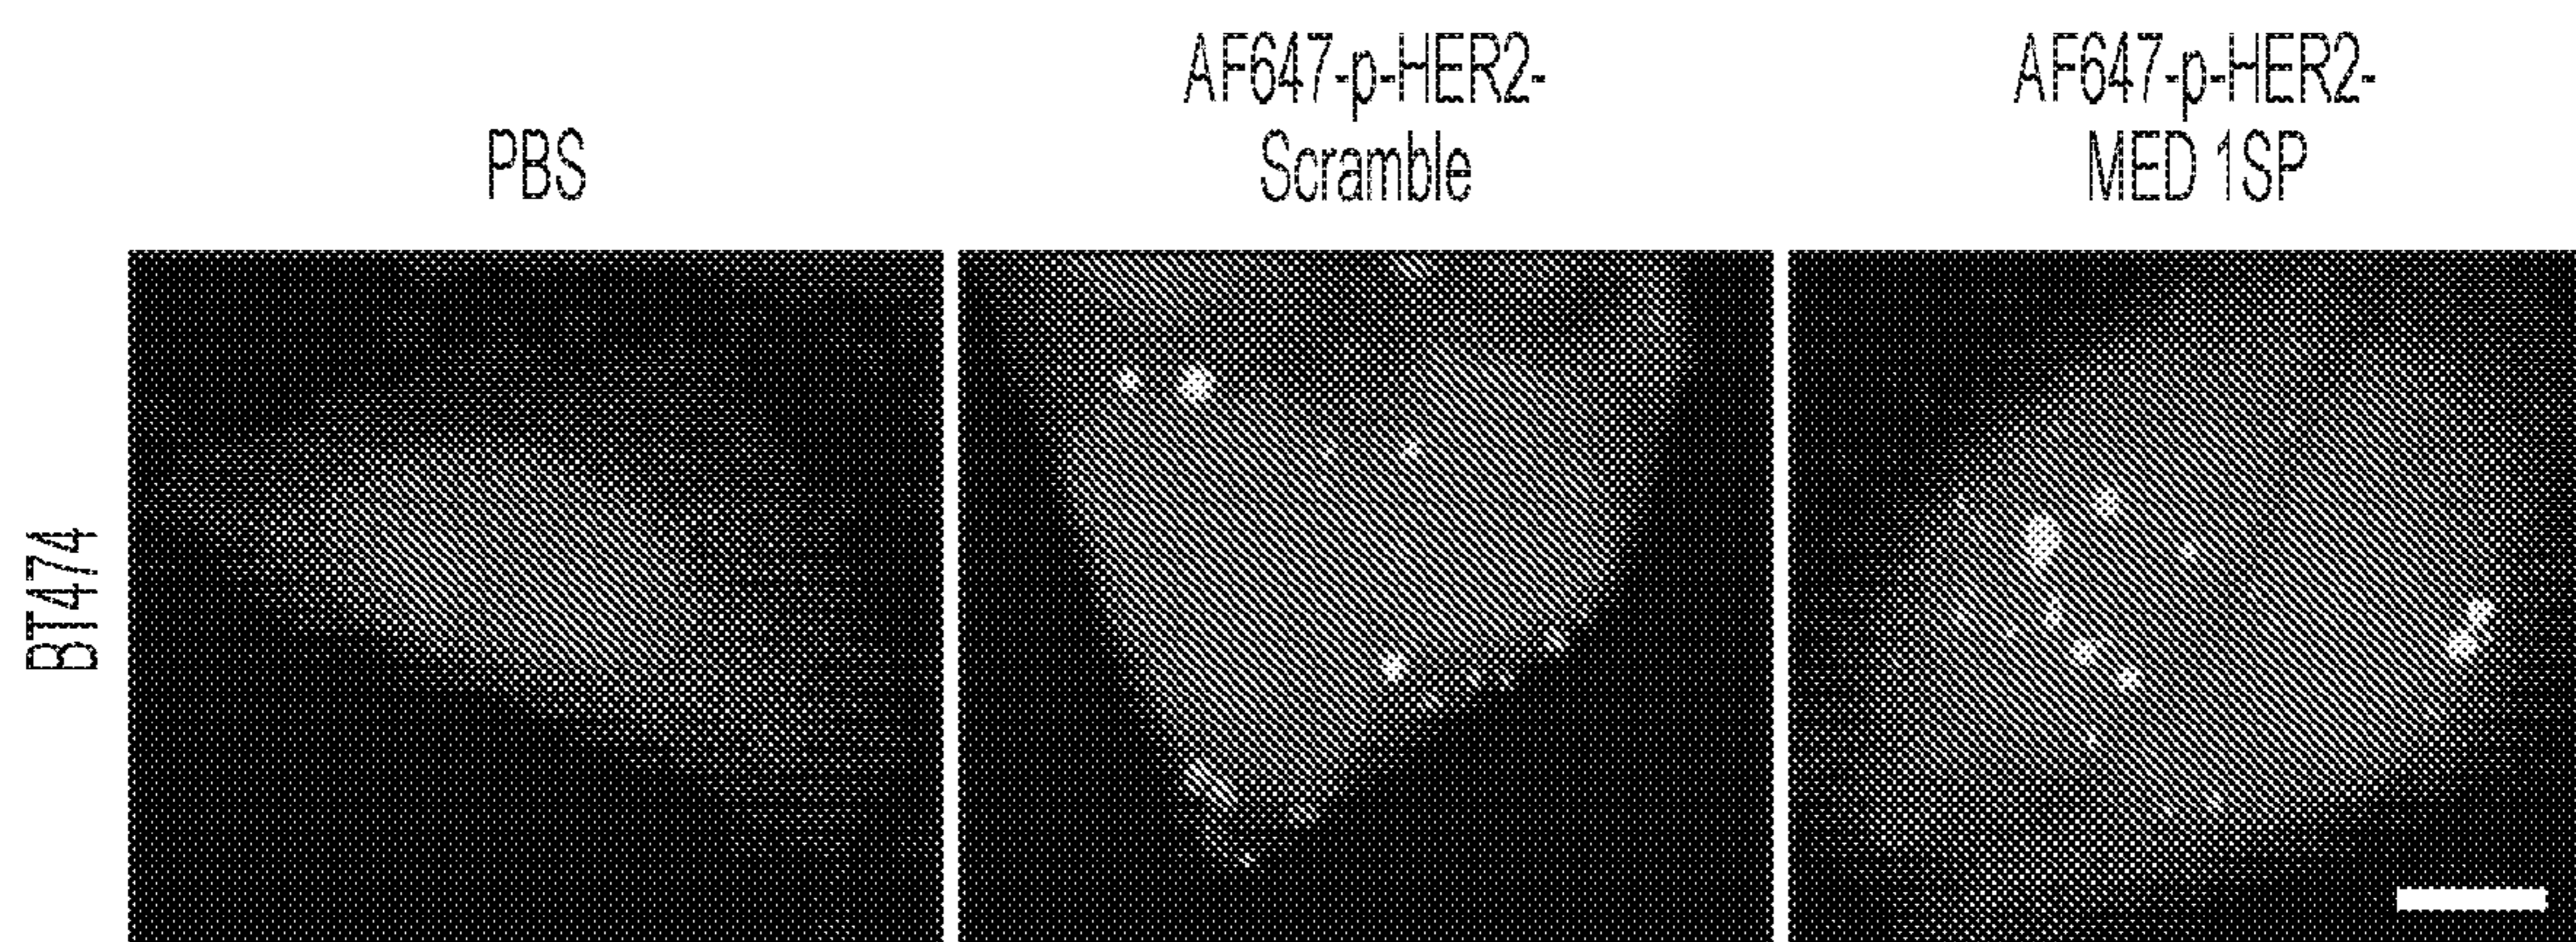 PBS
AF647-p-HER2-
Scramble
AF647-p-HER2-
MED 1SP
BT474